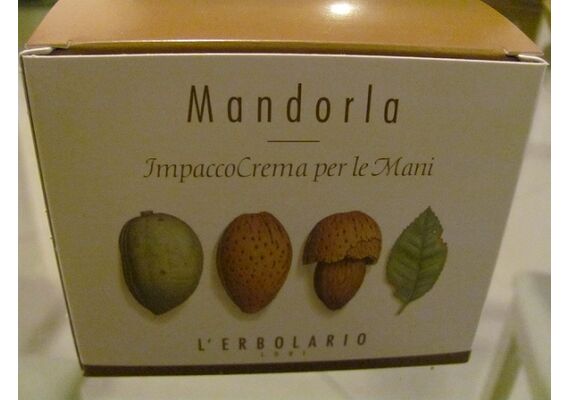 Mandorla
ImpaccoCrema per le Mani
L'ERBOLARIO
LODI